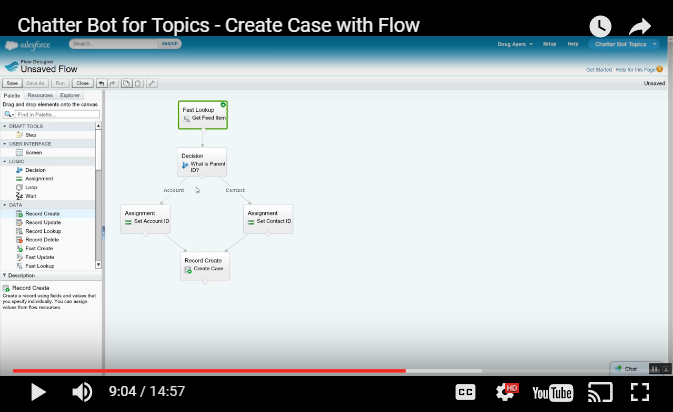 Chatter Bot for Topics - Create Case with Flow
salesforce
Search...
Search
Doug Ayers
Setup
Help
Chatter Bot Topics
Flow Designer
Unsaved Flow
Get Started Help for this Page
Save Save As Run Close
Unsaved
Palette Resources Explorer
Drag and drop elements onto the canvas
Find in Palette...
DRAFT TOOLS
Step
USER INTERFACE
Screen
LOGIC
Decision
Assignment
Loop
Wait
DATA
Record Create
Record Update
Record Lookup
Record Delete
Fast Create
Fast Update
Fast Lookup
Description
Record Create
Create a record using fields and values that
you specify individually. You can assign
values from flow resources.
Fast Lookup
Get Feed Item
Decision
What is Parent
ID?
Account
Contact
Assignment
Set Account ID
Assignment
Set Contact ID
Record Create
Create Case
Chat
9:04 / 14:57
CC
HD
YouTube